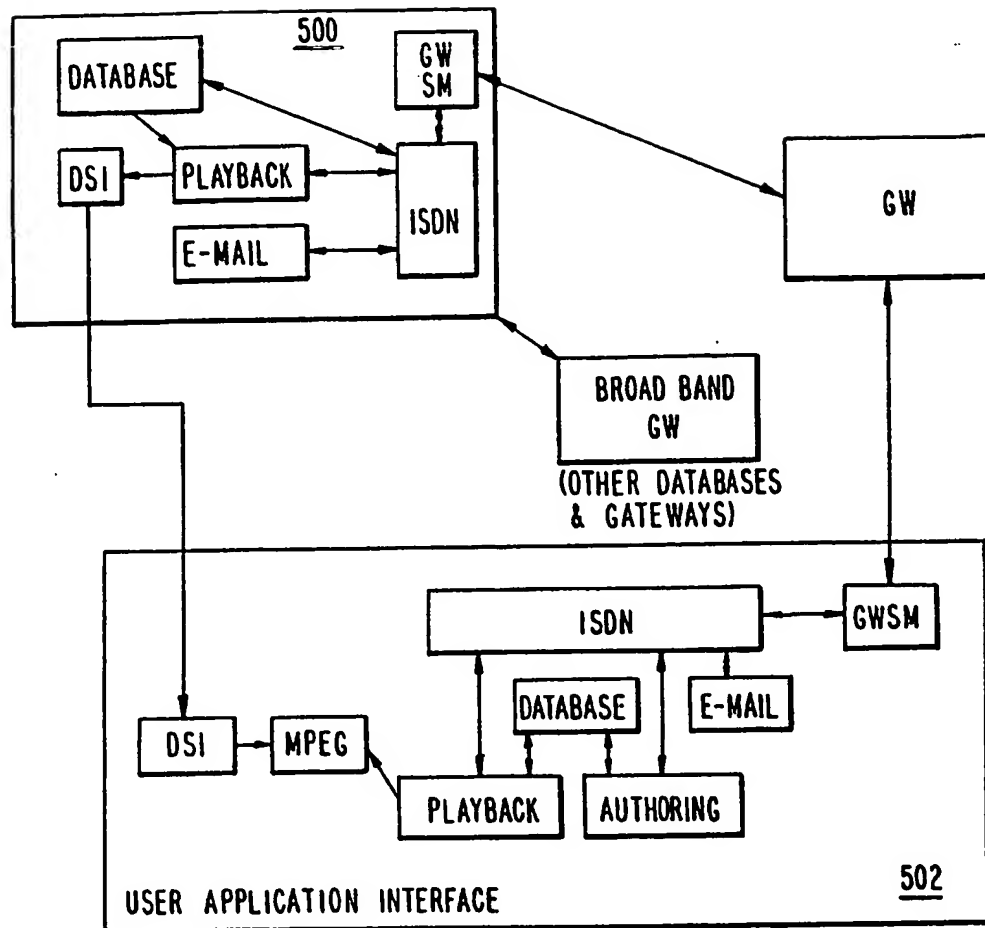 500
DATABASE
GW
SM
DSI
PLAYBACK
ISDN
E-MAIL
GW
BROAD BAND
GW
(OTHER DATABASES
& GATEWAYS)
ISDN
GWSM
DATABASE
E-MAIL
DSI
MPEG
PLAYBACK
AUTHORING
USER APPLICATION INTERFACE
502